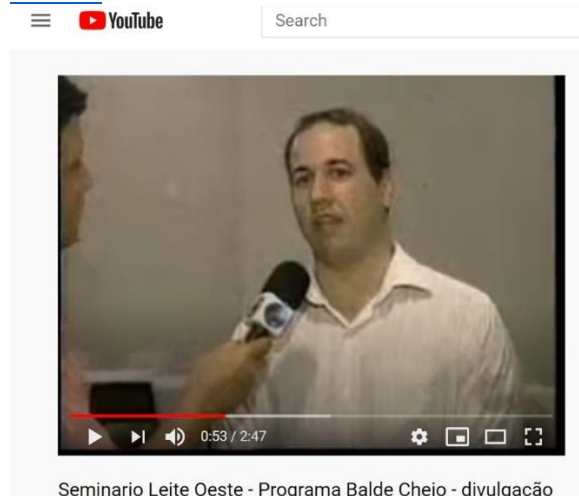 YouTube
Search
0:53 / 2:47
Seminario Leite Oeste - Programa Balde Cheio - divulgação